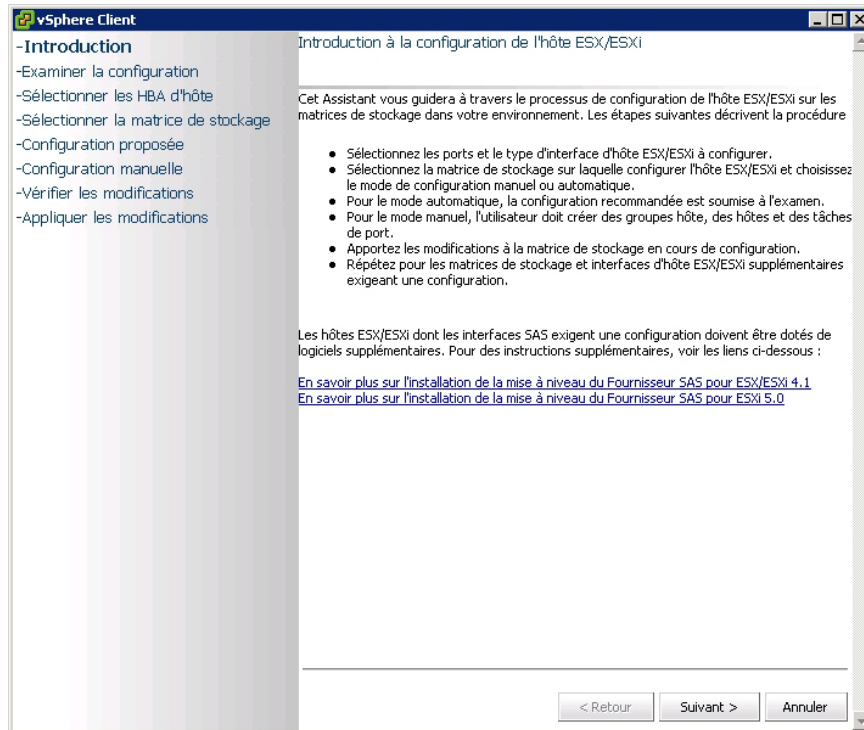 vSphere Client
-Introduction
-Examiner la configuration
-Sélectionner les HBA d'hôte
-Sélectionner la matrice de stockage
-Configuration proposée
-Configuration manuelle
-Vérifier les modifications
-Appliquer les modifications
Introduction à la configuration de l'hôte ESX/ESXi
Cet Assistant vous guidera à travers le processus de configuration de l'hôte ESX/ESXi sur les
matrices de stockage dans votre environnement. Les étapes suivantes décrivent la procédure
• Sélectionnez les ports et le type d'interface d'hôte ESX/ESXi à configurer.
• Sélectionnez la matrice de stockage sur laquelle configurer l'hôte ESX/ESXi et choisissez
le mode de configuration manuel ou automatique.
• Pour le mode automatique, la configuration recommandée est soumise à l'examen.
• Pour le mode manuel, l'utilisateur doit créer des groupes hôte, des hôtes et des tâches
de port.
• Apportez les modifications à la matrice de stockage en cours de configuration.
• Répétez pour les matrices de stockage et interfaces d'hôte ESX/ESXi supplémentaires
exigeant une configuration.
Les hôtes ESX/ESXi dont les interfaces SAS exigent une configuration doivent être dotés de
logiciels supplémentaires. Pour des instructions supplémentaires, voir les liens ci-dessous :
En savoir plus sur l'installation de la mise à niveau du Fournisseur SAS pour ESX/ESXi 4.1
En savoir plus sur l'installation de la mise à niveau du Fournisseur SAS pour ESXi 5.0
< Retour
Suivant >
Annuler